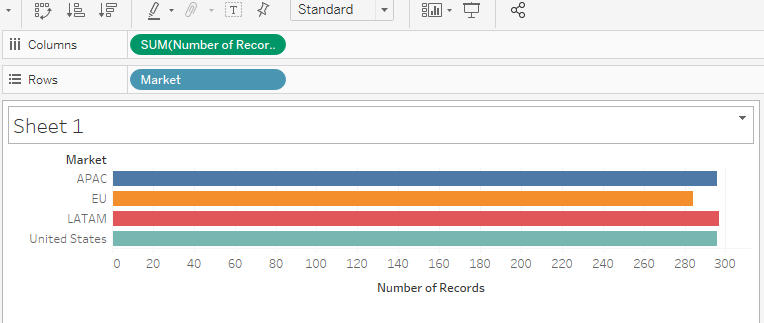 Standard
Columns SUM(Number of Recor..
Rows Market
Sheet 1
Market
APAC
EU
LATAM
United States
0 20 40 60 80 100 120 140 160 180 200 220 240 260 280 300
Number of Records